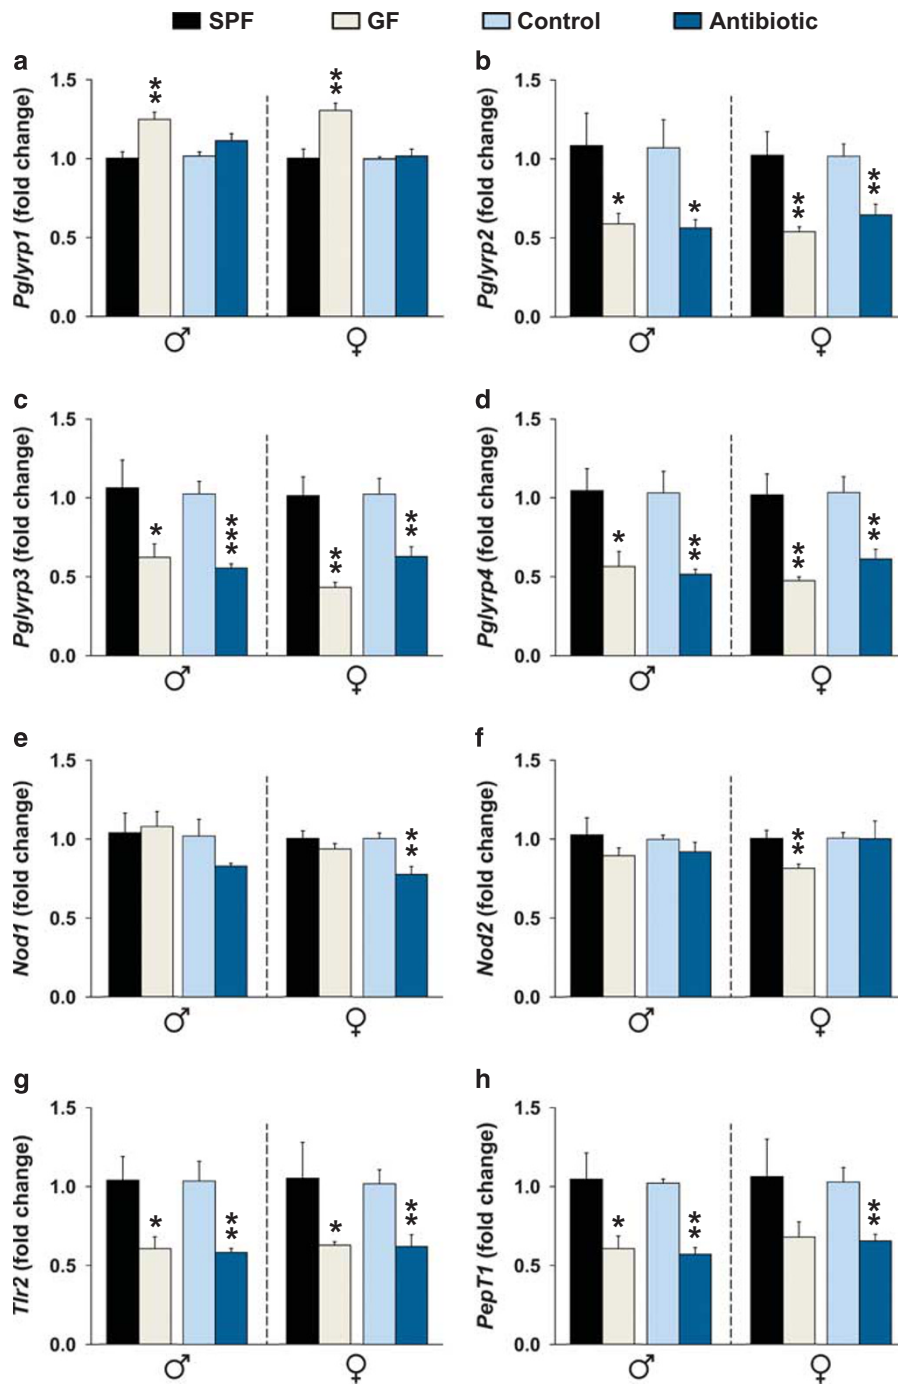 SPF GF Control Antibiotic
a
Pglyrp1 (fold change)
1.5
**
**
1.0
0.5
0.0
♂ ♀
b
Pglyrp2 (fold change)
1.5
* * ** **
1.0
0.5
0.0
♂ ♀
c
Pglyrp3 (fold change)
1.5
* *** ** **
1.0
0.5
0.0
♂ ♀
d
Pglyrp4 (fold change)
1.5
* ** ** **
1.0
0.5
0.0
♂ ♀
e
Nod1 (fold change)
1.5
**
1.0
0.5
0.0
♂ ♀
f
Nod2 (fold change)
1.5
**
1.0
0.5
0.0
♂ ♀
g
Tlr2 (fold change)
1.5
* ** * **
1.0
0.5
0.0
♂ ♀
h
PepT1 (fold change)
1.5
* ** **
1.0
0.5
0.0
♂ ♀